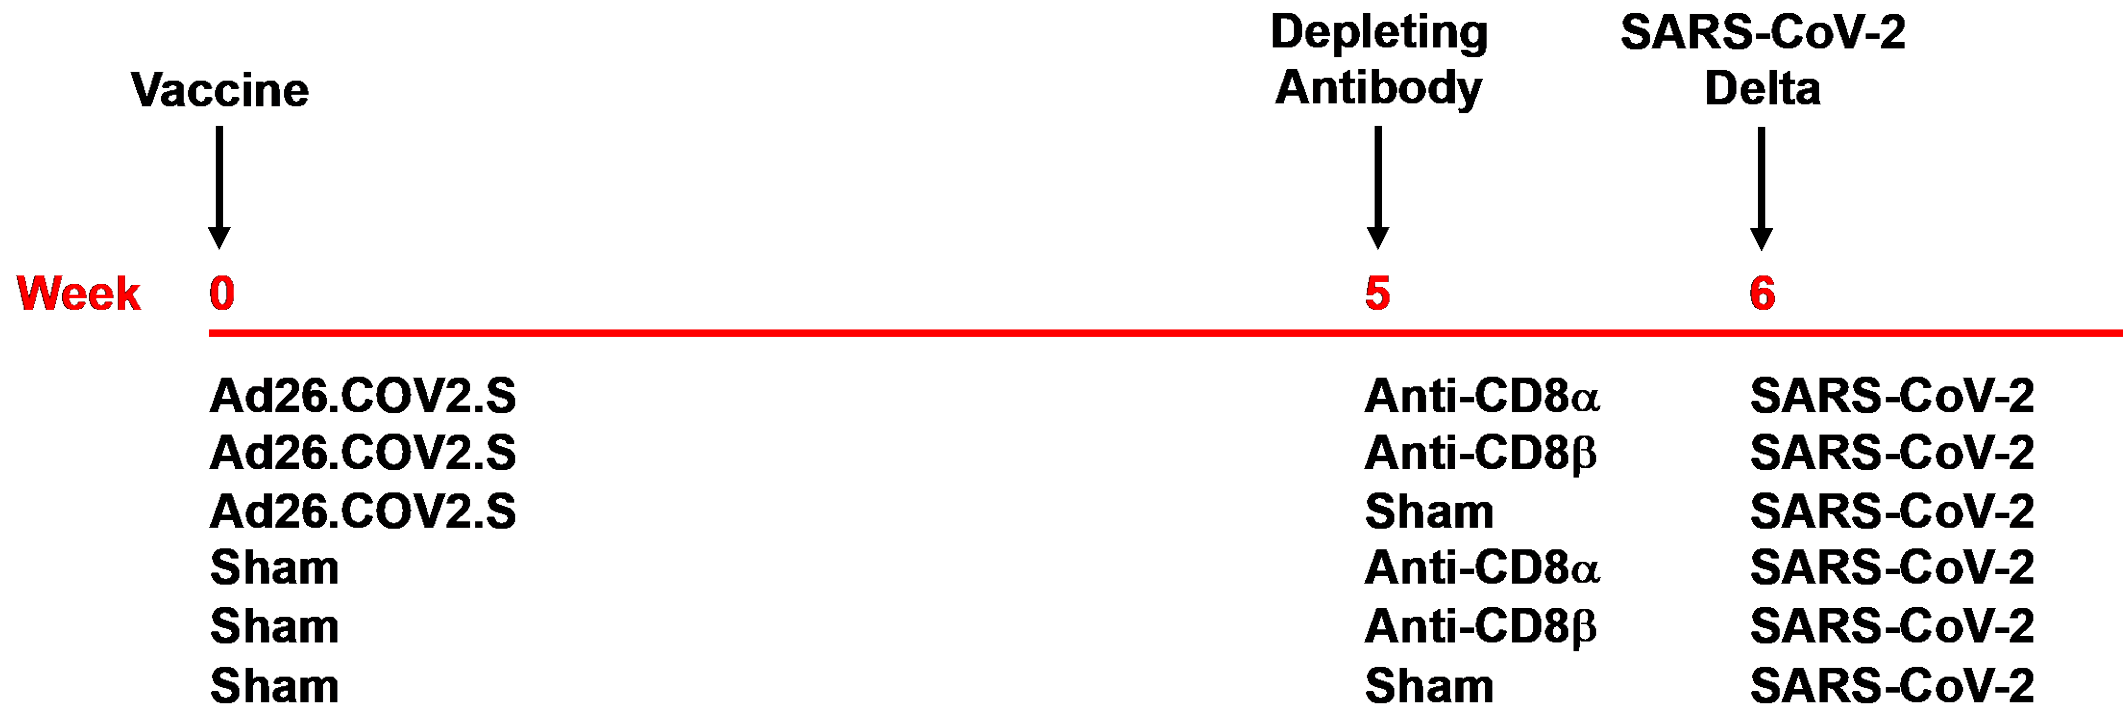 Vaccine
Depleting
Antibody
SARS-CoV-2
Delta
Week 0 5 6
Ad26.COV2.S Anti-CD8α SARS-CoV-2
Ad26.COV2.S Anti-CD8β SARS-CoV-2
Ad26.COV2.S Sham SARS-CoV-2
Sham Anti-CD8α SARS-CoV-2
Sham Anti-CD8β SARS-CoV-2
Sham Sham SARS-CoV-2